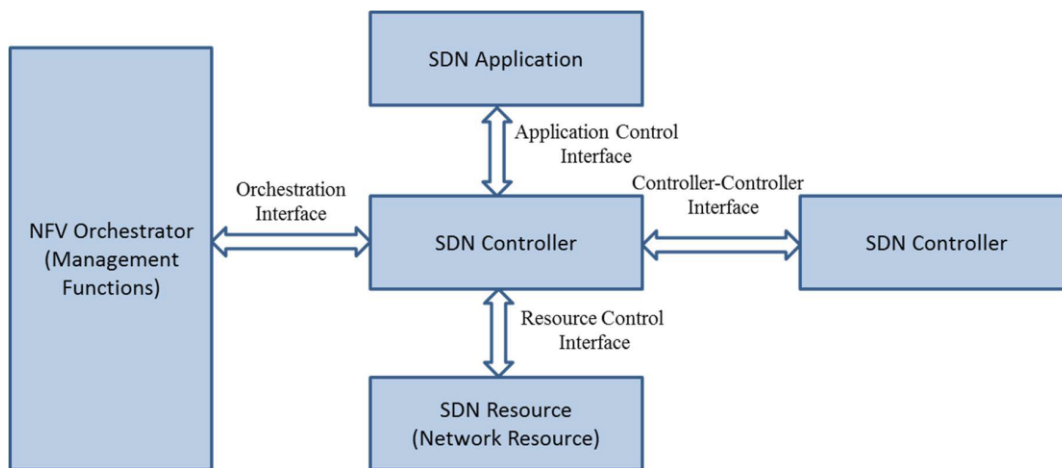 SDN Application
Application Control
Interface
Orchestration
Interface
Controller-Controller
Interface
NFV Orchestrator
(Management
Functions)
SDN Controller
SDN Controller
Resource Control
Interface
SDN Resource
(Network Resource)